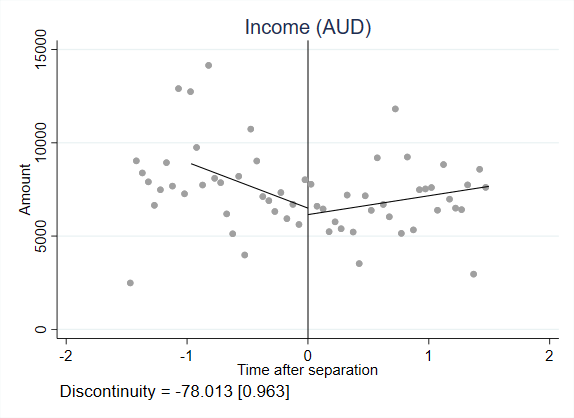 Income (AUD)
15000
10000
5000
0
Amount
-2
-1
0
1
2
Time after separation
Discontinuity = -78.013 [0.963]